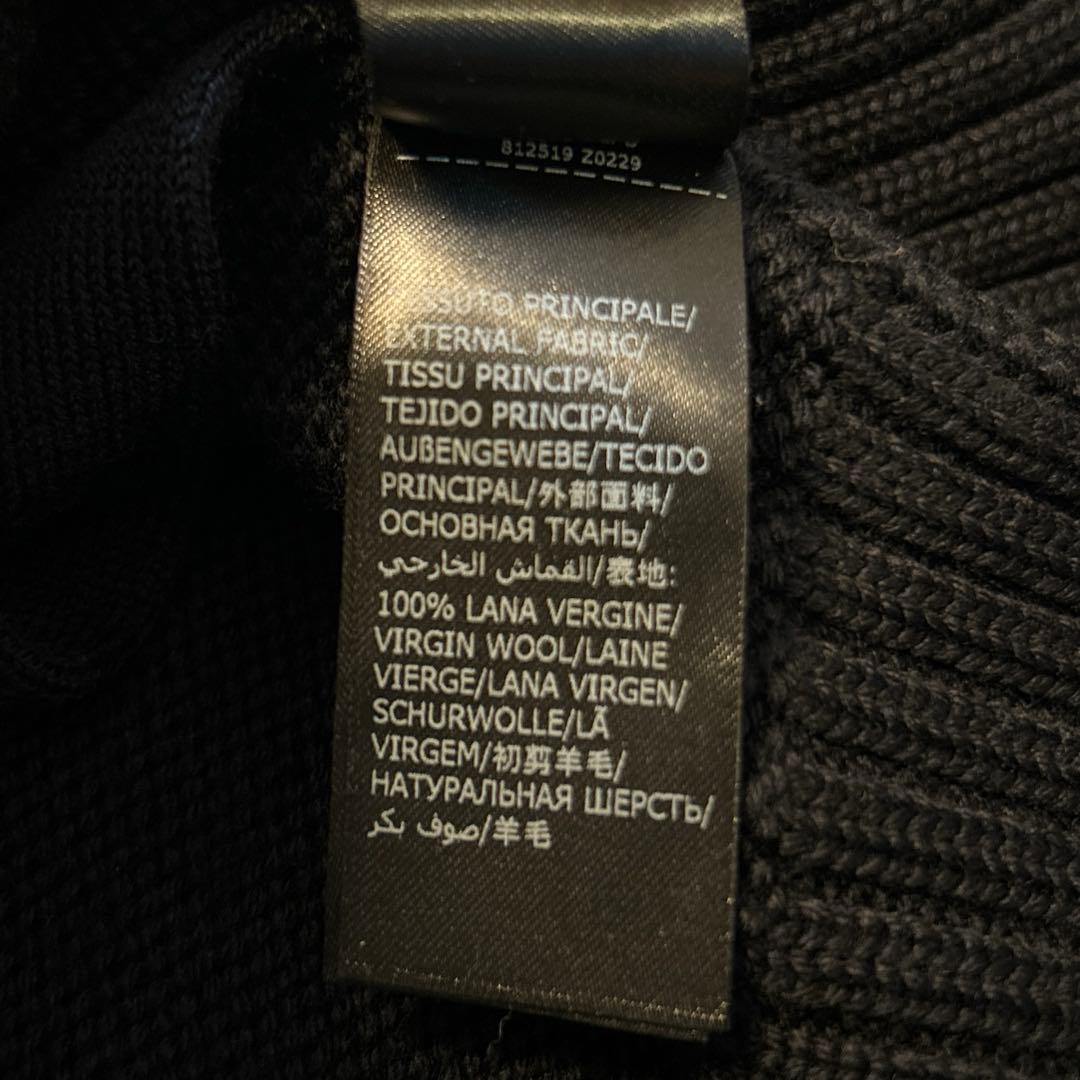 812519 Z0229
TESSUTO PRINCIPALE/
EXTERNAL FABRIC/
TISSU PRINCIPAL/
TEJIDO PRINCIPAL/
AUßENGEWEBE/TECIDO
PRINCIPAL/外部面料/
ОСНОВНАЯ ТКАНЬ/
القماش الخارجي/表地:
100% LANA VERGINE/
VIRGIN WOOL/LAINE
VIERGE/LANA VIRGEN/
SCHURWOLLE/LÃ
VIRGEM/初剪羊毛/
НАТУРАЛЬНАЯ ШЕРСТЬ/
صوف بكر/羊毛